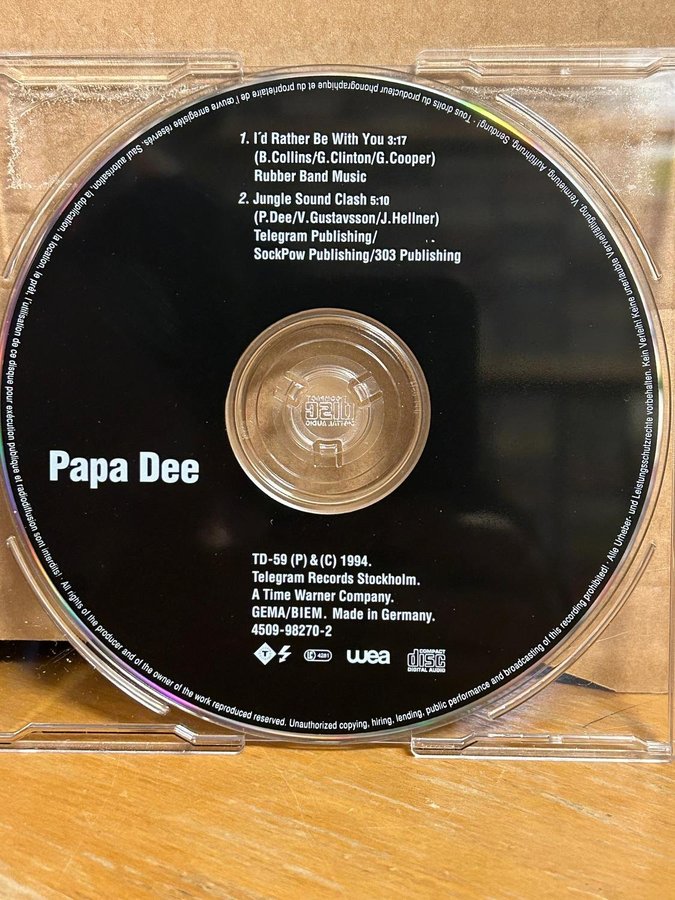 1. I´d Rather Be With You 3:17
(B.Collins/G.Clinton/G.Cooper)
Rubber Band Music
2. Jungle Sound Clash 5:10
(P.Dee/V.Gustavsson/J.Hellner)
Telegram Publishing/
SockPow Publishing/303 Publishing
Papa Dee
TD-59 (P) & (C) 1994.
Telegram Records Stockholm.
A Time Warner Company.
GEMA/BIEM. Made in Germany.
4509-98270-2
T
LC 4281
wea
COMPACT
disc
DIGITAL AUDIO
COMPACT
disc
DIGITAL AUDIO
· All rights of the producer and of the owner of the work reproduced reserved. Unauthorized copying, hiring, lending, public performance and broadcasting of this recording prohibited! · Alle Urheber- und Leistungsschutzrechte vorbehalten. Kein Verleih! Keine unerlaubte Vervielfältigung, Vermietung, Aufführung, Sendung! · Tous droits du producteur phonographique et du propriétaire de l'œuvre enregistrée réservés. Sauf autorisation, la duplication, la location, le prêt, l'utilisation de ce disque pour exécution publique et radiodiffusion sont interdits!